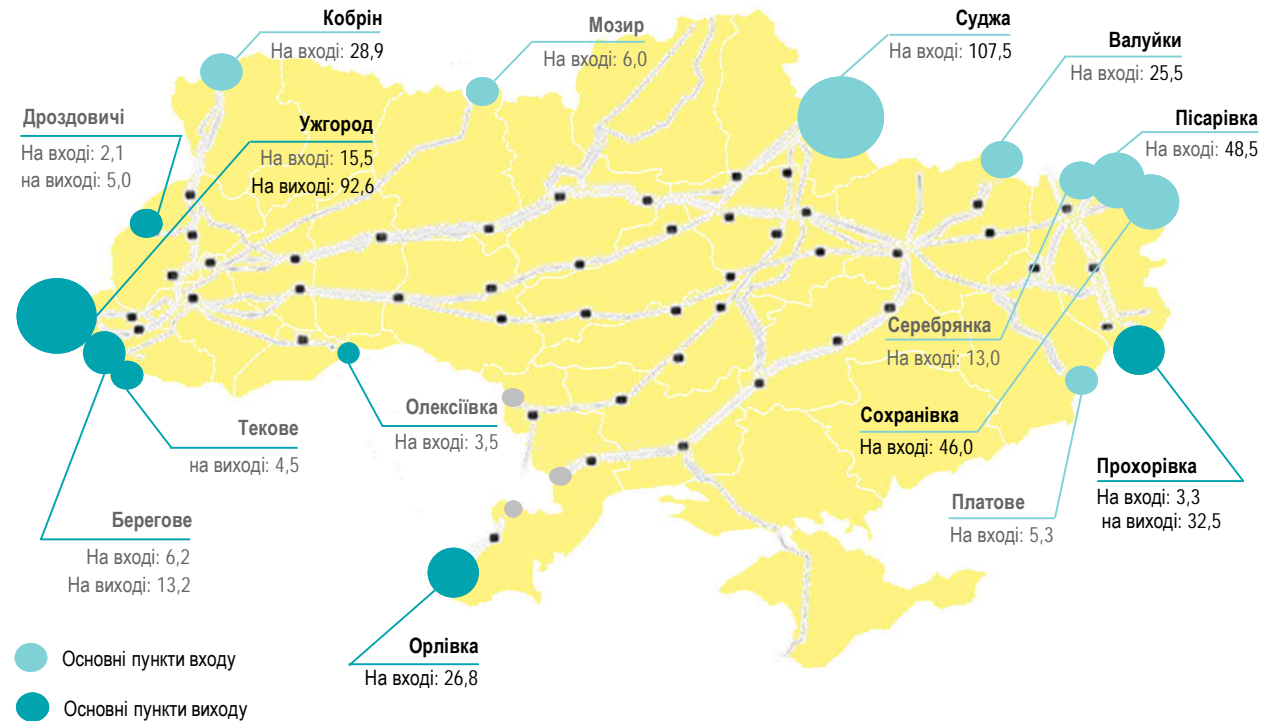 Кобрін
На вході: 28,9
Мозир
На вході: 6,0
Суджа
На вході: 107,5
Валуйки
На вході: 25,5
Дроздовичі
На вході: 2,1
на виході: 5,0
Ужгород
На вході: 15,5
На виході: 92,6
Пісарівка
На вході: 48,5
Серебрянка
На вході: 13,0
Олексіївка
На вході: 3,5
Текове
на виході: 4,5
Сохранівка
На вході: 46,0
Прохорівка
На вході: 3,3
на виході: 32,5
Платове
На вході: 5,3
Берегове
На вході: 6,2
На виході: 13,2
Орлівка
На вході: 26,8
Основні пункти входу
Основні пункти виходу